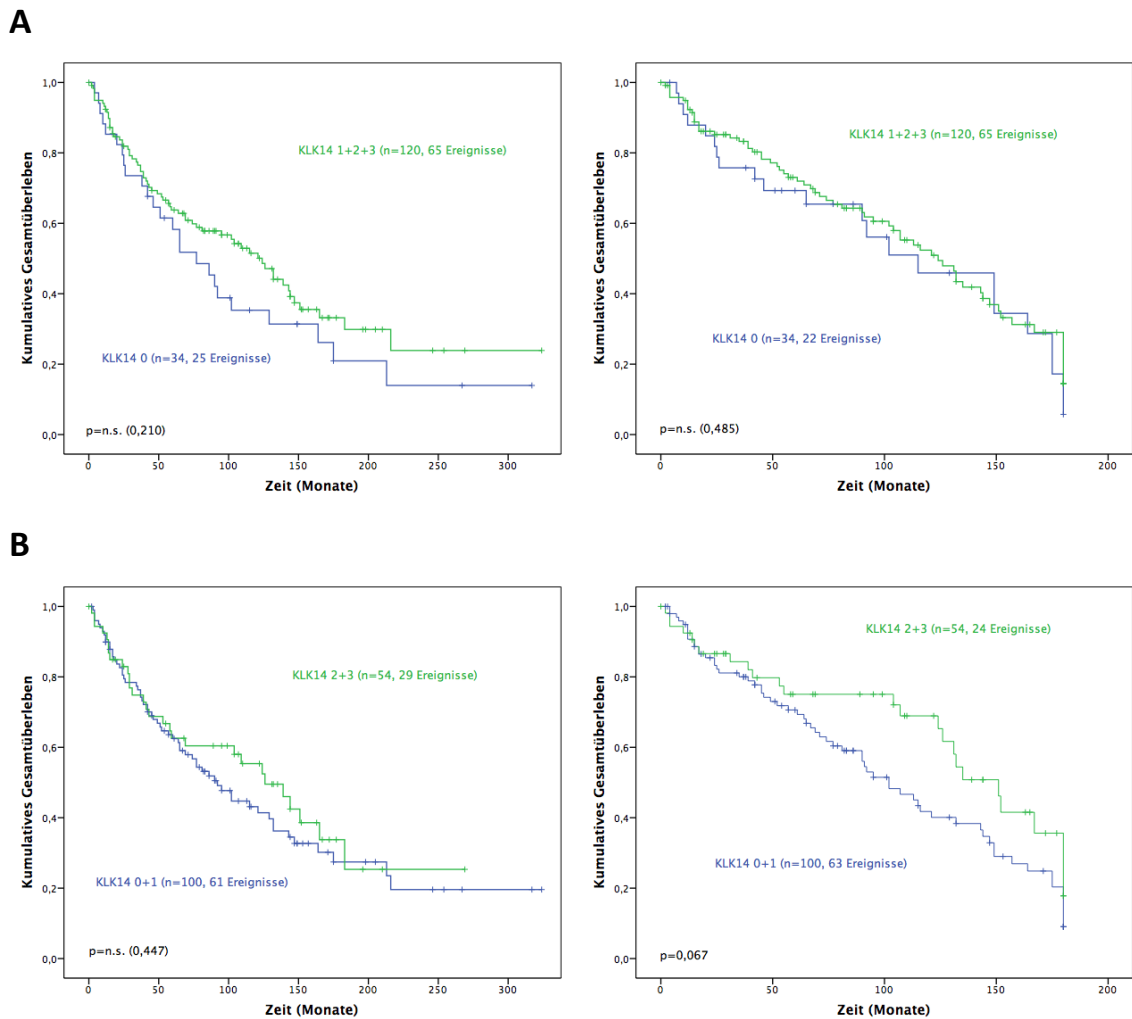 A
Kumulatives Gesamtüberleben
1,0
0,8
0,6
0,4
0,2
0,0
KLK14 1+2+3 (n=120, 65 Ereignisse)
KLK14 0 (n=34, 25 Ereignisse)
p=n.s. (0,210)
0 50 100 150 200 250 300
Zeit (Monate)
Kumulatives Gesamtüberleben
1,0
0,8
0,6
0,4
0,2
0,0
KLK14 1+2+3 (n=120, 65 Ereignisse)
KLK14 0 (n=34, 22 Ereignisse)
p=n.s. (0,485)
0 50 100 150 200
Zeit (Monate)
B
Kumulatives Gesamtüberleben
1,0
0,8
0,6
0,4
0,2
0,0
KLK14 2+3 (n=54, 29 Ereignisse)
KLK14 0+1 (n=100, 61 Ereignisse)
p=n.s. (0,447)
0 50 100 150 200 250 300
Zeit (Monate)
Kumulatives Gesamtüberleben
1,0
0,8
0,6
0,4
0,2
0,0
KLK14 2+3 (n=54, 24 Ereignisse)
KLK14 0+1 (n=100, 63 Ereignisse)
p=0,067
0 50 100 150 200
Zeit (Monate)